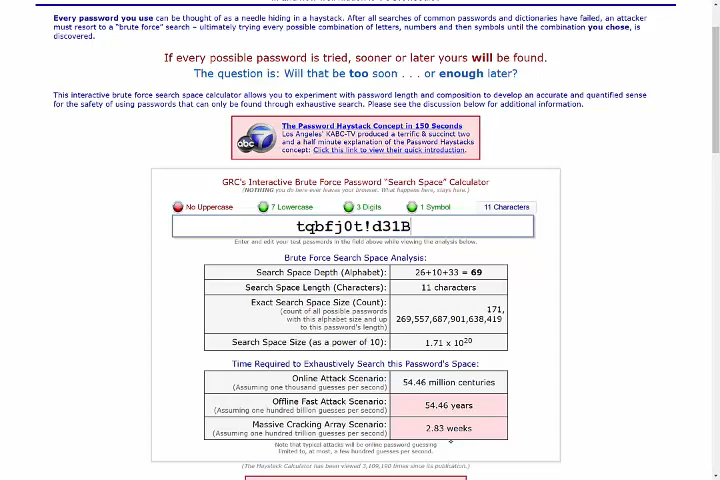 Every password you use can be thought of as a needle hiding in a haystack. After all searches of common passwords and dictionaries have failed, an attacker
must resort to a "brute force" search – ultimately trying every possible combination of letters, numbers and then symbols until the combination you chose, is
discovered.
If every possible password is tried, sooner or later yours will be found.
The question is: Will that be too soon . . . or enough later?
This interactive brute force search space calculator allows you to experiment with password length and composition to develop an accurate and quantified sense
for the safety of using passwords that can only be found through exhaustive search. Please see the discussion below for additional information.
The Password Haystack Concept in 150 Seconds
Los Angeles' KABC-TV produced a terrific & succinct two
and a half minute explanation of the Password Haystacks
concept: Click this link to view their quick introduction.
abc 7
GRC's Interactive Brute Force Password "Search Space" Calculator
(NOTHING you do here ever leaves your browser. What happens here, stays here.)
No Uppercase 7 Lowercase 3 Digits 1 Symbol 11 Characters
tqbfj0t!d31B
Enter and edit your test passwords in the field above while viewing the analysis below.
Brute Force Search Space Analysis:
Search Space Depth (Alphabet): 26+10+33 = 69
Search Space Length (Characters): 11 characters
Exact Search Space Size (Count):
(count of all possible passwords
with this alphabet size and up
to this password's length)
171,
269,557,687,901,638,419
Search Space Size (as a power of 10): 1.71 x 10²⁰
Time Required to Exhaustively Search this Password's Space:
Online Attack Scenario:
(Assuming one thousand guesses per second)
54.46 million centuries
Offline Fast Attack Scenario:
(Assuming one hundred billion guesses per second)
54.46 years
Massive Cracking Array Scenario:
(Assuming one hundred trillion guesses per second)
2.83 weeks
Note that typical attacks will be online password guessing
limited to, at most, a few hundred guesses per second.
(The Haystack Calculator has been viewed times since its publication.)